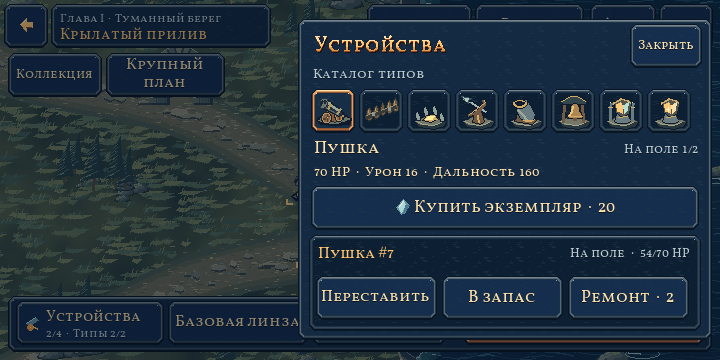 Глава I · Туманный берег
Крылатый прилив
Коллекция
Крупный
план
Устройства
Закрыть
Каталог типов
Пушка
На поле 1/2
70 HP · Урон 16 · Дальность 160
Купить экземпляр · 20
Пушка #7
На поле · 54/70 HP
Переставить
В запас
Ремонт · 2
Устройства
2/4 · Типы 2/2
Базовая линза